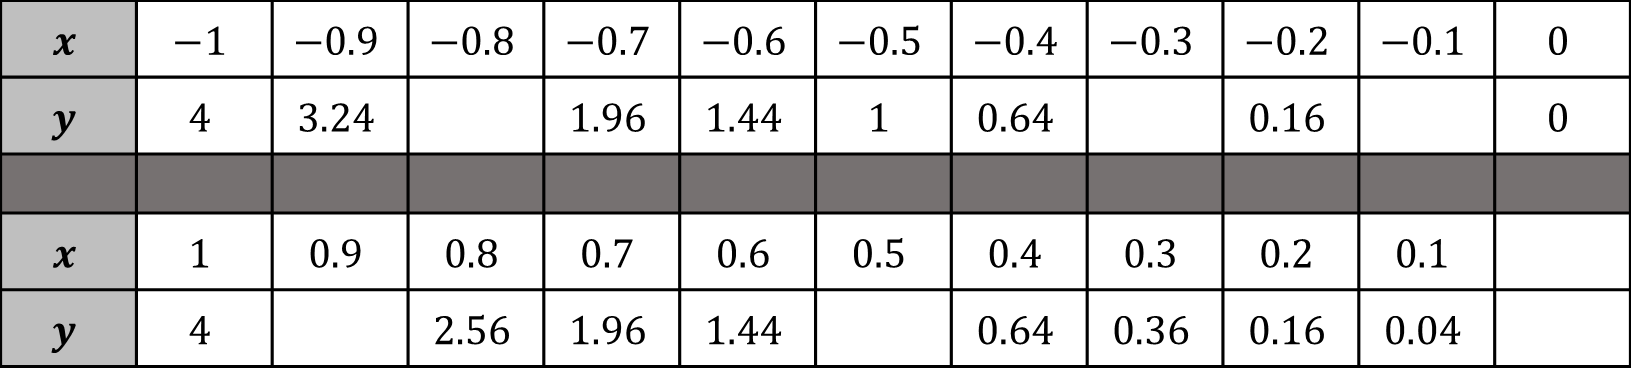 x −1 −0.9 −0.8 −0.7 −0.6 −0.5 −0.4 −0.3 −0.2 −0.1 0
y 4 3.24 1.96 1.44 1 0.64 0.16 0
x 1 0.9 0.8 0.7 0.6 0.5 0.4 0.3 0.2 0.1
y 4 2.56 1.96 1.44 0.64 0.36 0.16 0.04